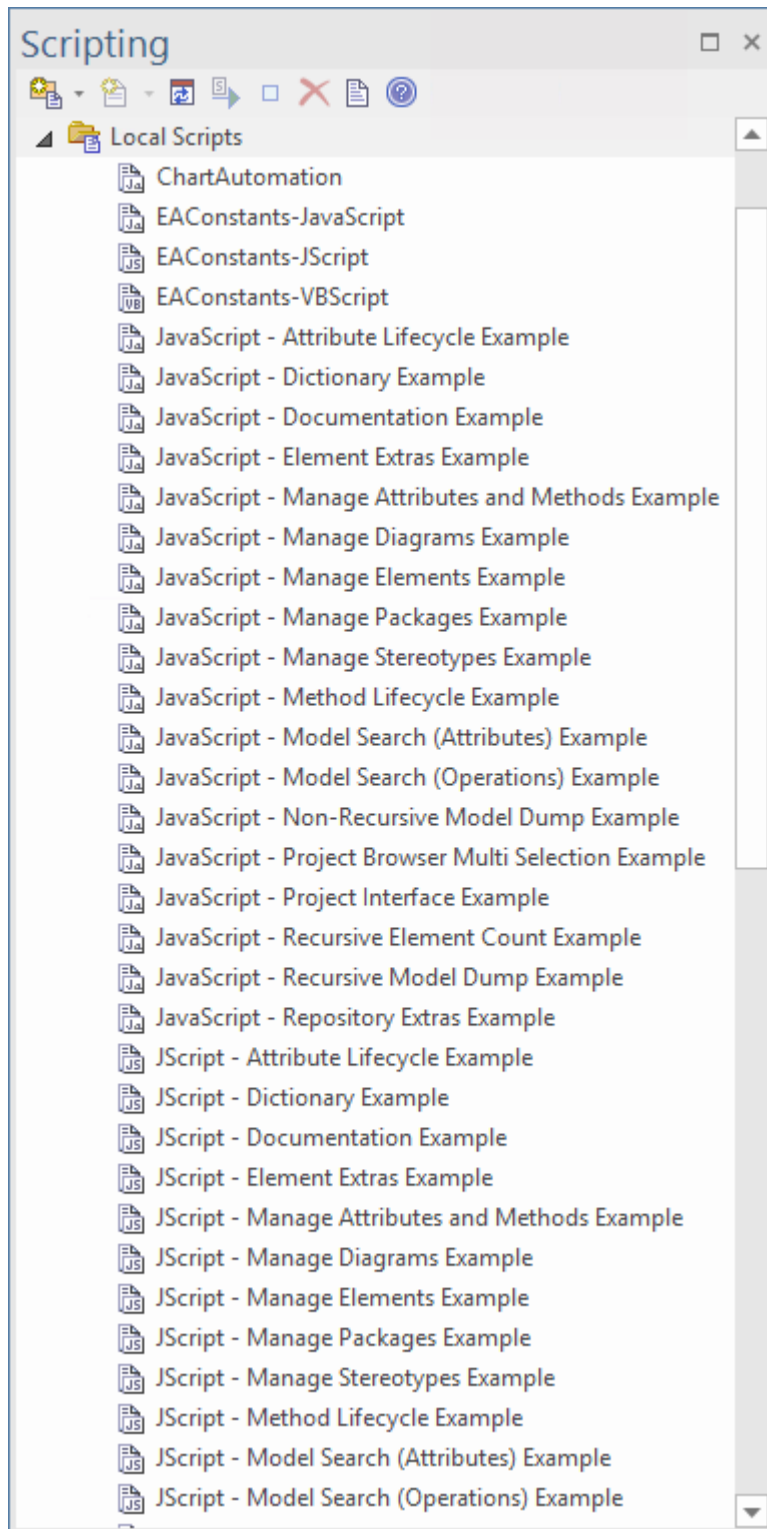 Scripting
Local Scripts
ChartAutomation
EAConstants-JavaScript
EAConstants-JScript
EAConstants-VBScript
JavaScript - Attribute Lifecycle Example
JavaScript - Dictionary Example
JavaScript - Documentation Example
JavaScript - Element Extras Example
JavaScript - Manage Attributes and Methods Example
JavaScript - Manage Diagrams Example
JavaScript - Manage Elements Example
JavaScript - Manage Packages Example
JavaScript - Manage Stereotypes Example
JavaScript - Method Lifecycle Example
JavaScript - Model Search (Attributes) Example
JavaScript - Model Search (Operations) Example
JavaScript - Non-Recursive Model Dump Example
JavaScript - Project Browser Multi Selection Example
JavaScript - Project Interface Example
JavaScript - Recursive Element Count Example
JavaScript - Recursive Model Dump Example
JavaScript - Repository Extras Example
JScript - Attribute Lifecycle Example
JScript - Dictionary Example
JScript - Documentation Example
JScript - Element Extras Example
JScript - Manage Attributes and Methods Example
JScript - Manage Diagrams Example
JScript - Manage Elements Example
JScript - Manage Packages Example
JScript - Manage Stereotypes Example
JScript - Method Lifecycle Example
JScript - Model Search (Attributes) Example
JScript - Model Search (Operations) Example